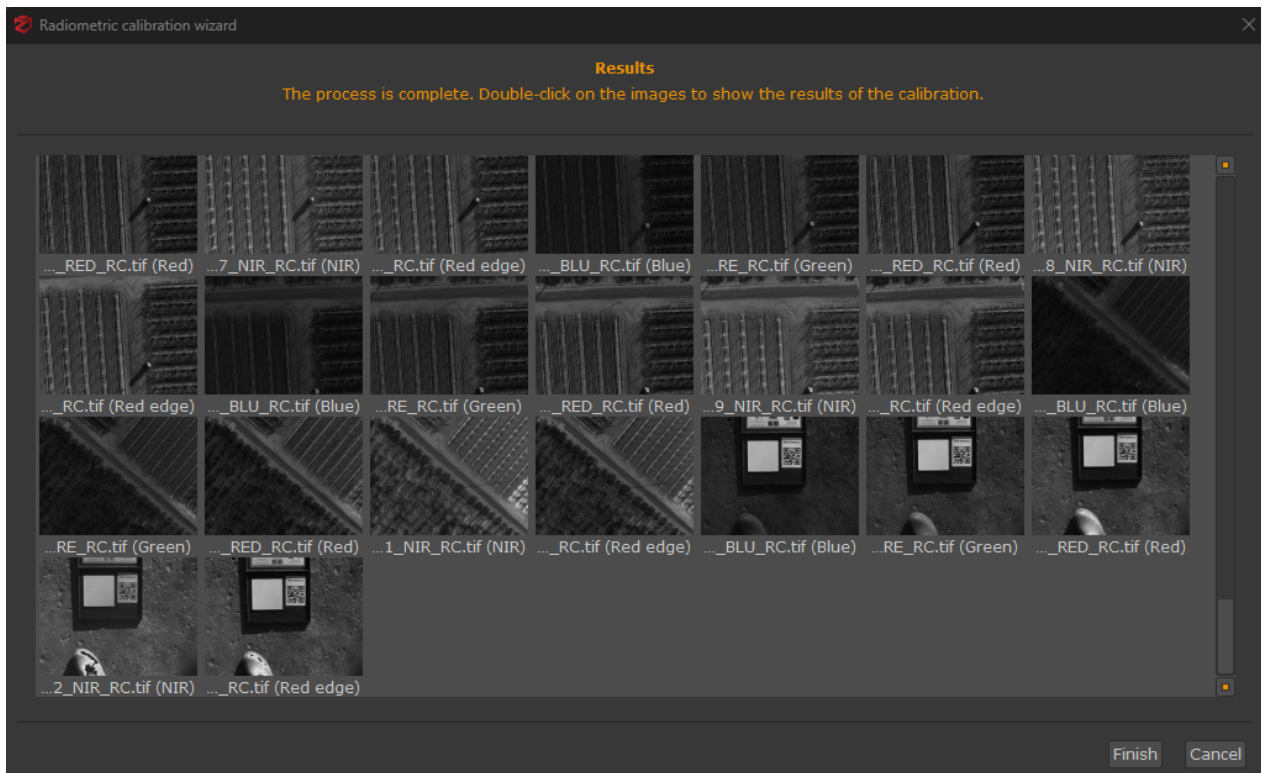 Radiometric calibration wizard
Results
The process is complete. Double-click on the images to show the results of the calibration.
..._RED_RC.tif (Red) ...7_NIR_RC.tif (NIR) ..._RC.tif (Red edge) ..._BLU_RC.tif (Blue) ...RE_RC.tif (Green) ..._RED_RC.tif (Red) ...8_NIR_RC.tif (NIR)
..._RC.tif (Red edge) ..._BLU_RC.tif (Blue) ...RE_RC.tif (Green) ..._RED_RC.tif (Red) ...9_NIR_RC.tif (NIR) ..._RC.tif (Red edge) ..._BLU_RC.tif (Blue)
...RE_RC.tif (Green) ..._RED_RC.tif (Red) ...1_NIR_RC.tif (NIR) ..._RC.tif (Red edge) ..._BLU_RC.tif (Blue) ...RE_RC.tif (Green) ..._RED_RC.tif (Red)
...2_NIR_RC.tif (NIR) ..._RC.tif (Red edge)
Finish Cancel